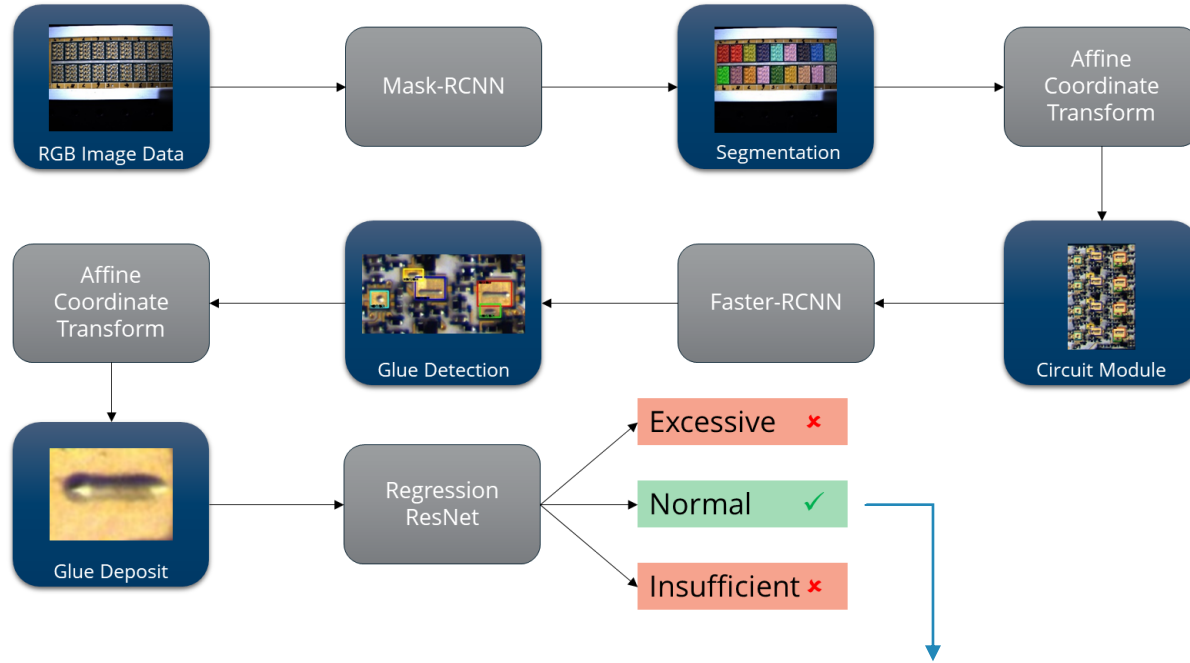 RGB Image Data
Mask-RCNN
Segmentation
Affine
Coordinate
Transform
Circuit Module
Faster-RCNN
Glue Detection
Affine
Coordinate
Transform
Glue Deposit
Regression
ResNet
Excessive ✘
Normal ✓
Insufficient ✘